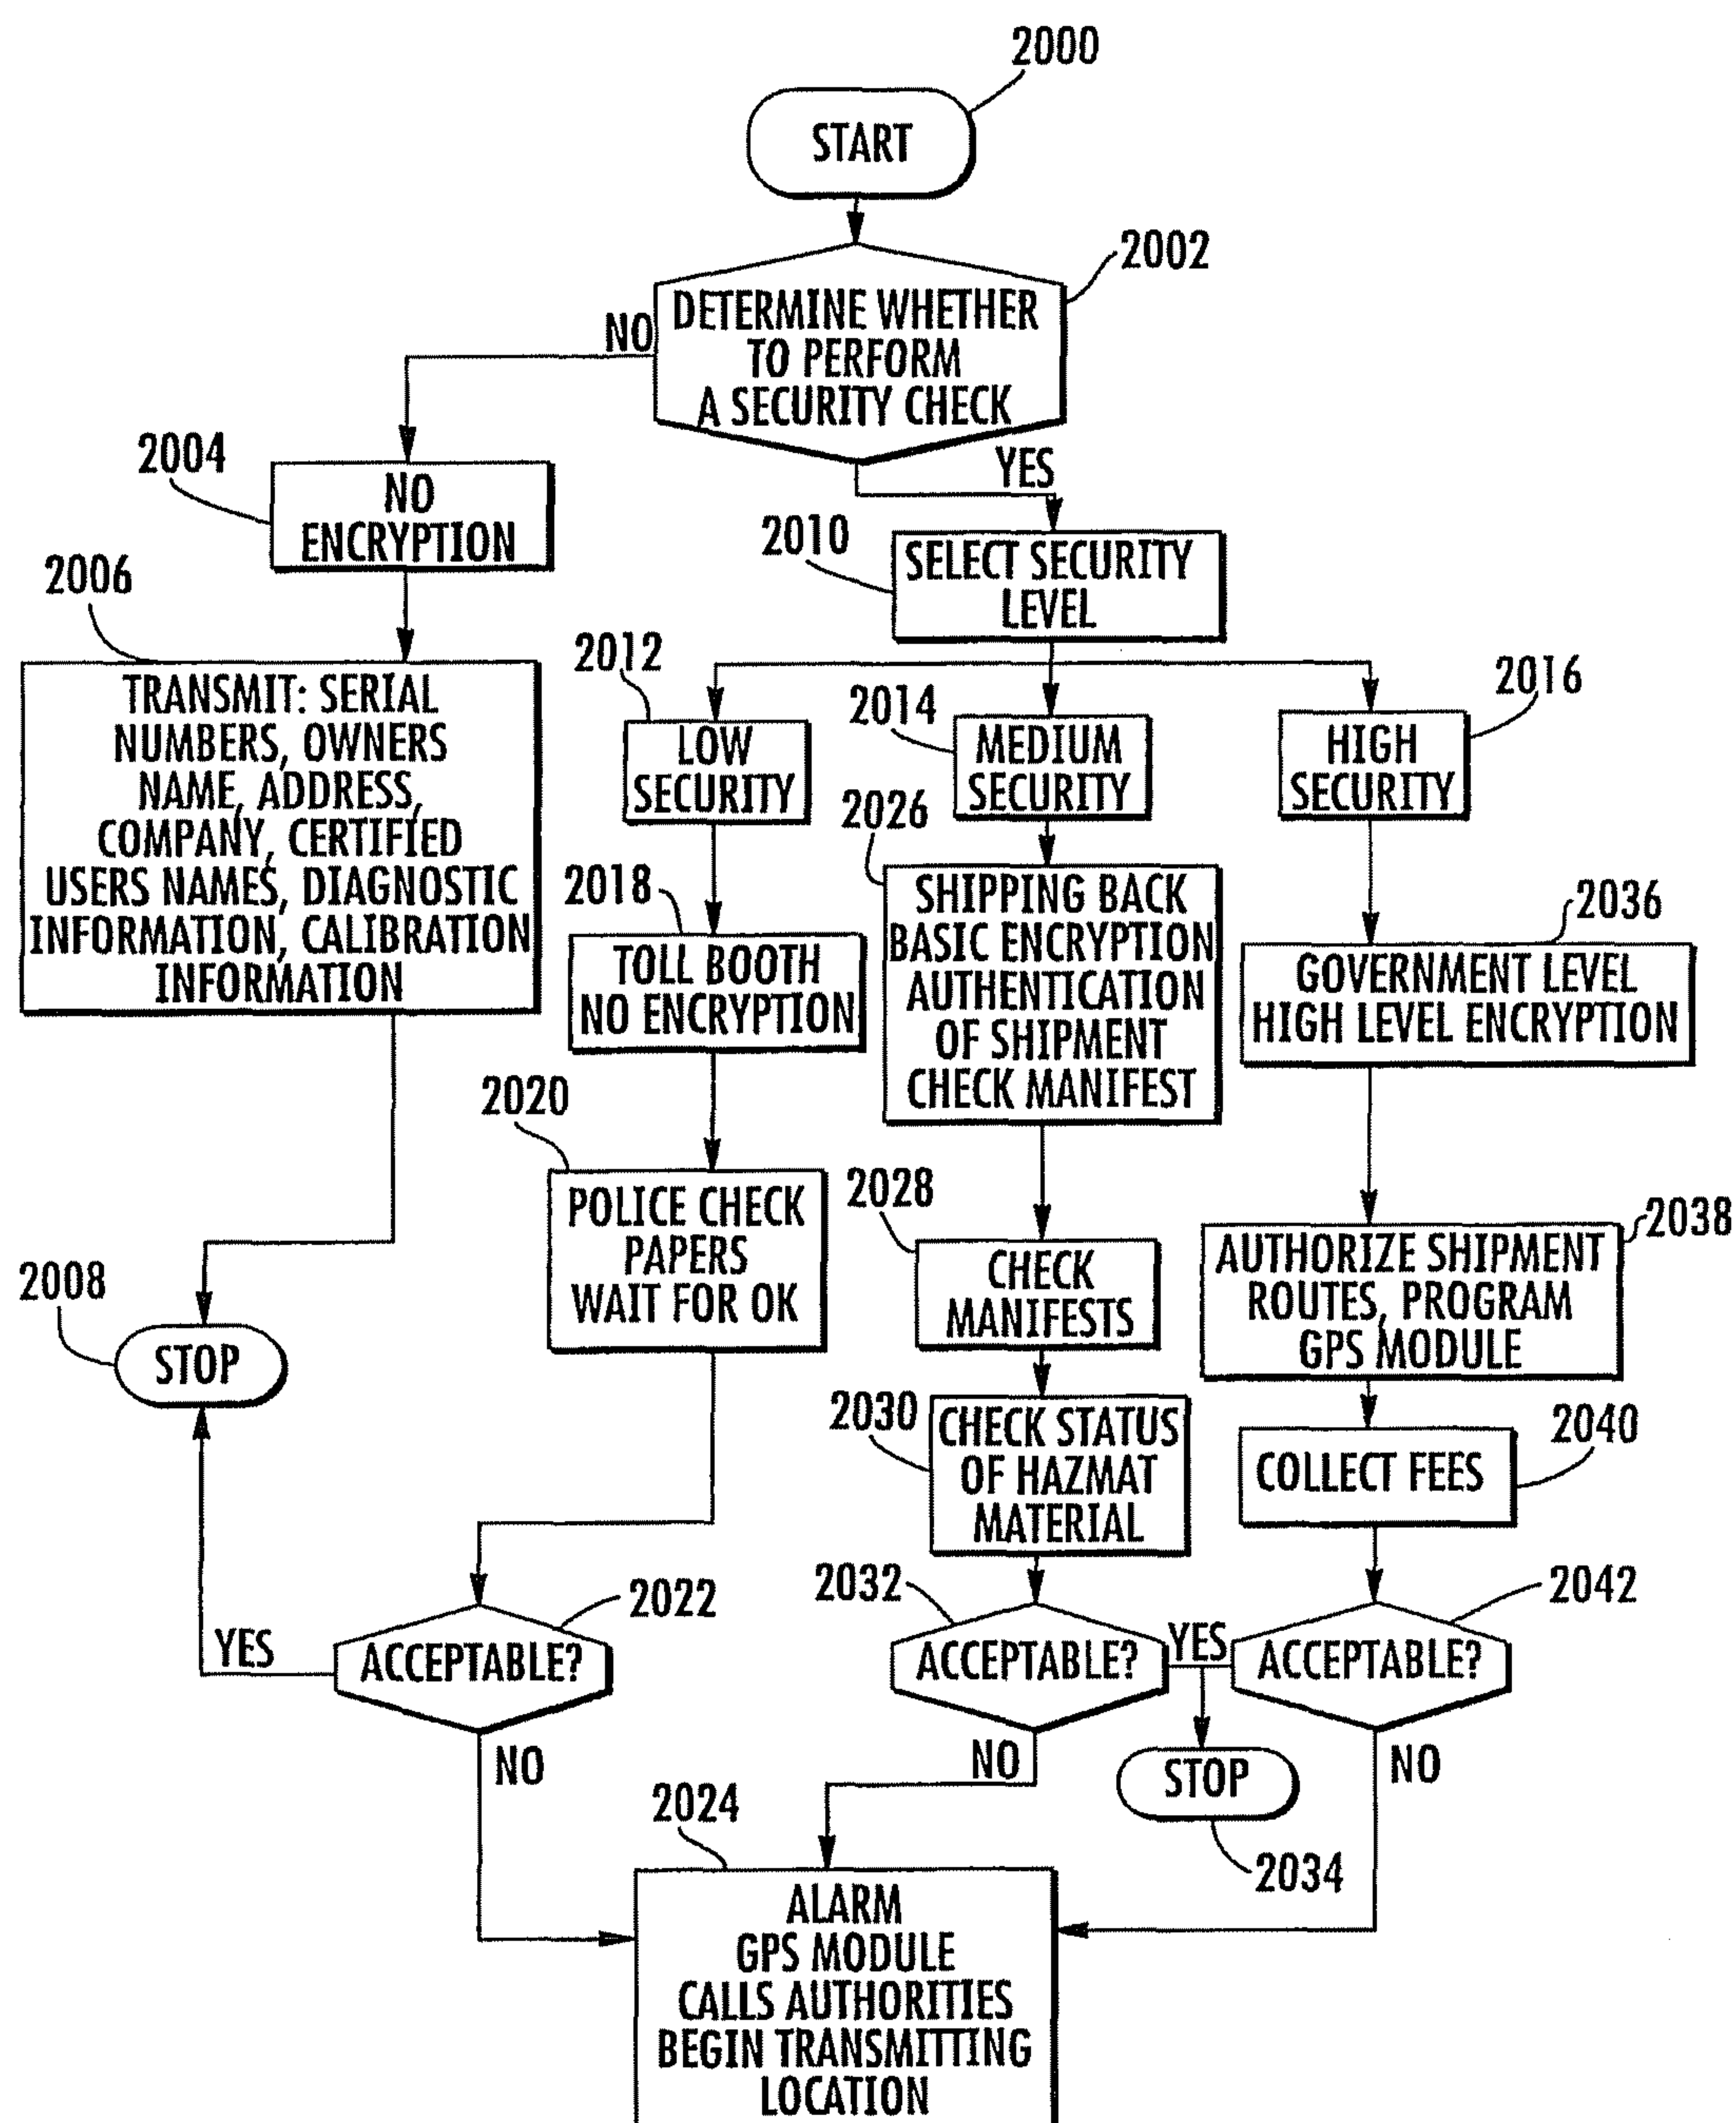 2000
START
2002
DETERMINE WHETHER
TO PERFORM
A SECURITY CHECK
NO
YES
2004
NO
ENCRYPTION
2006
TRANSMIT: SERIAL
NUMBERS, OWNERS
NAME, ADDRESS,
COMPANY, CERTIFIED
USERS NAMES, DIAGNOSTIC
INFORMATION, CALIBRATION
INFORMATION
2008
STOP
2010
SELECT SECURITY
LEVEL
2012
LOW
SECURITY
2014
MEDIUM
SECURITY
2016
HIGH
SECURITY
2018
TOLL BOOTH
NO ENCRYPTION
2020
POLICE CHECK
PAPERS
WAIT FOR OK
2022
ACCEPTABLE?
YES
NO
2026
SHIPPING BACK
BASIC ENCRYPTION
AUTHENTICATION
OF SHIPMENT
CHECK MANIFEST
2028
CHECK
MANIFESTS
2030
CHECK STATUS
OF HAZMAT
MATERIAL
2032
ACCEPTABLE?
YES
NO
2036
GOVERNMENT LEVEL
HIGH LEVEL ENCRYPTION
2038
AUTHORIZE SHIPMENT
ROUTES, PROGRAM
GPS MODULE
2040
COLLECT FEES
2042
ACCEPTABLE?
NO
STOP
2034
2024
ALARM
GPS MODULE
CALLS AUTHORITIES
BEGIN TRANSMITTING
LOCATION